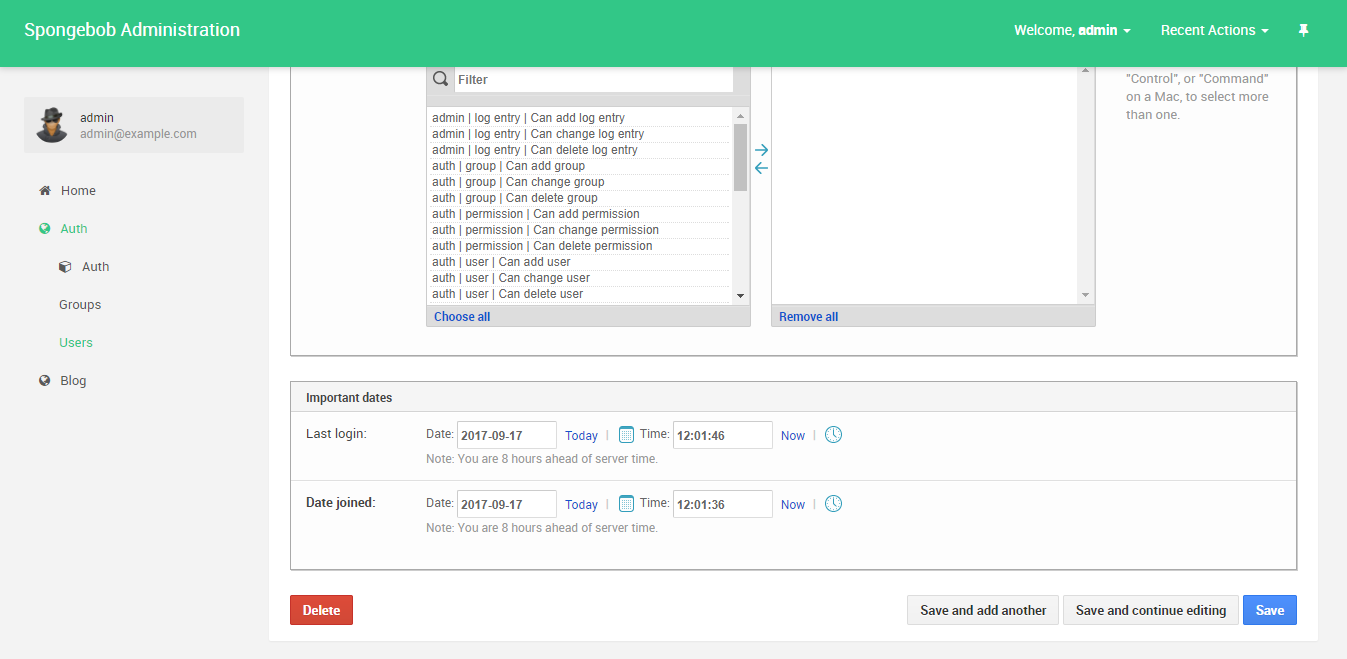 Spongebob Administration
Welcome, admin
Recent Actions
admin
admin@example.com
Home
Auth
Auth
Groups
Users
Blog
Filter
admin | log entry | Can add log entry
admin | log entry | Can change log entry
admin | log entry | Can delete log entry
auth | group | Can add group
auth | group | Can change group
auth | group | Can delete group
auth | permission | Can add permission
auth | permission | Can change permission
auth | permission | Can delete permission
auth | user | Can add user
auth | user | Can change user
auth | user | Can delete user
Choose all
Remove all
"Control", or "Command"
on a Mac, to select more
than one.
Important dates
Last login: Date: 2017-09-17 Today | Time: 12:01:46 Now |
Note: You are 8 hours ahead of server time.
Date joined: Date: 2017-09-17 Today | Time: 12:01:36 Now |
Note: You are 8 hours ahead of server time.
Delete
Save and add another
Save and continue editing
Save